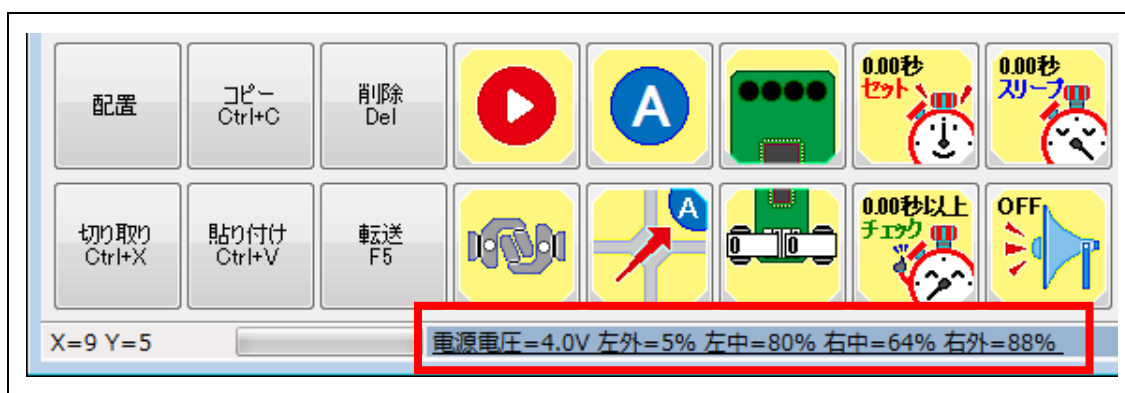 配置
コピー
Ctrl+C
削除
Del
A
0.00秒
セット
0.00秒
スリープ
切り取り
Ctrl+X
貼り付け
Ctrl+V
転送
F5
A
0
0
0.00秒以上
チェック
OFF
X=9 Y=5
電源電圧=4.0V 左外=5% 左中=80% 右中=64% 右外=88%